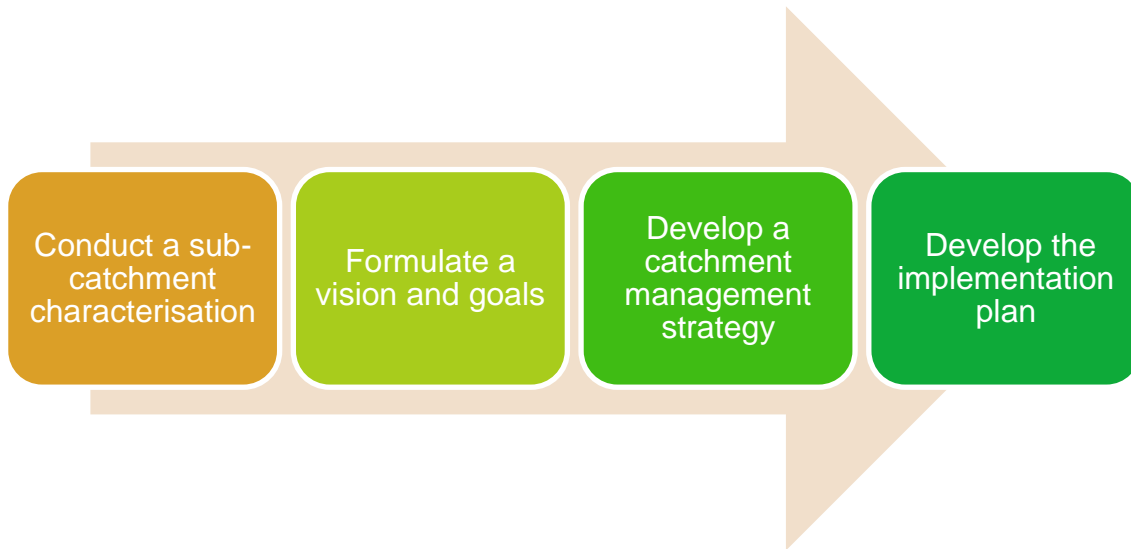 Conduct a sub-
catchment
characterisation
Formulate a
vision and goals
Develop a
catchment
management
strategy
Develop the
implementation
plan